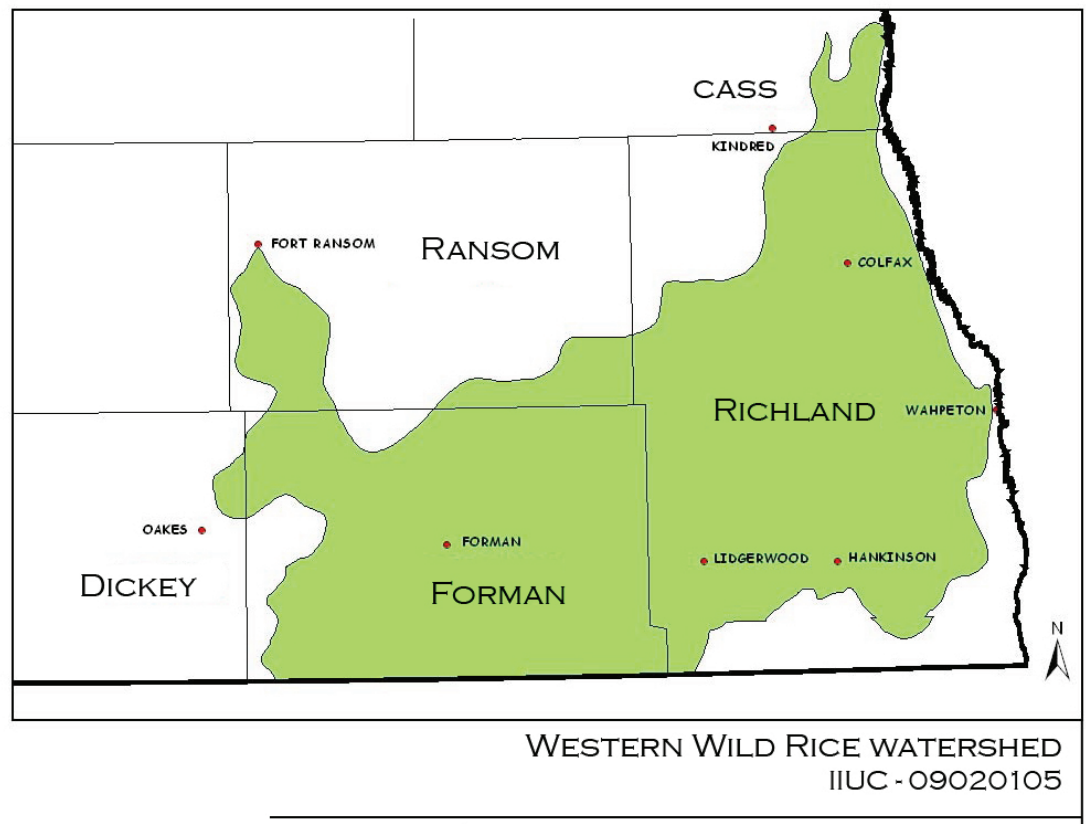 CASS
KINDRED
FORT RANSOM
RANSOM
COLFAX
RICHLAND
WAHPETON
OAKES
FORMAN
LIDGERWOOD
HANKINSON
DICKEY
FORMAN
N
WESTERN WILD RICE WATERSHED
IIUC - 09020105